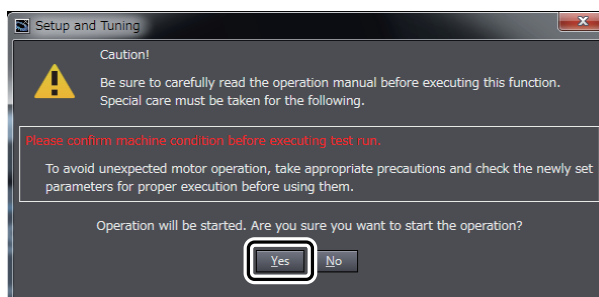 Setup and Tuning
x
Caution!
Be sure to carefully read the operation manual before executing this function.
Special care must be taken for the following.
Please confirm machine condition before executing test run.
To avoid unexpected motor operation, take appropriate precautions and check the newly set
parameters for proper execution before using them.
Operation will be started. Are you sure you want to start the operation?
Yes No